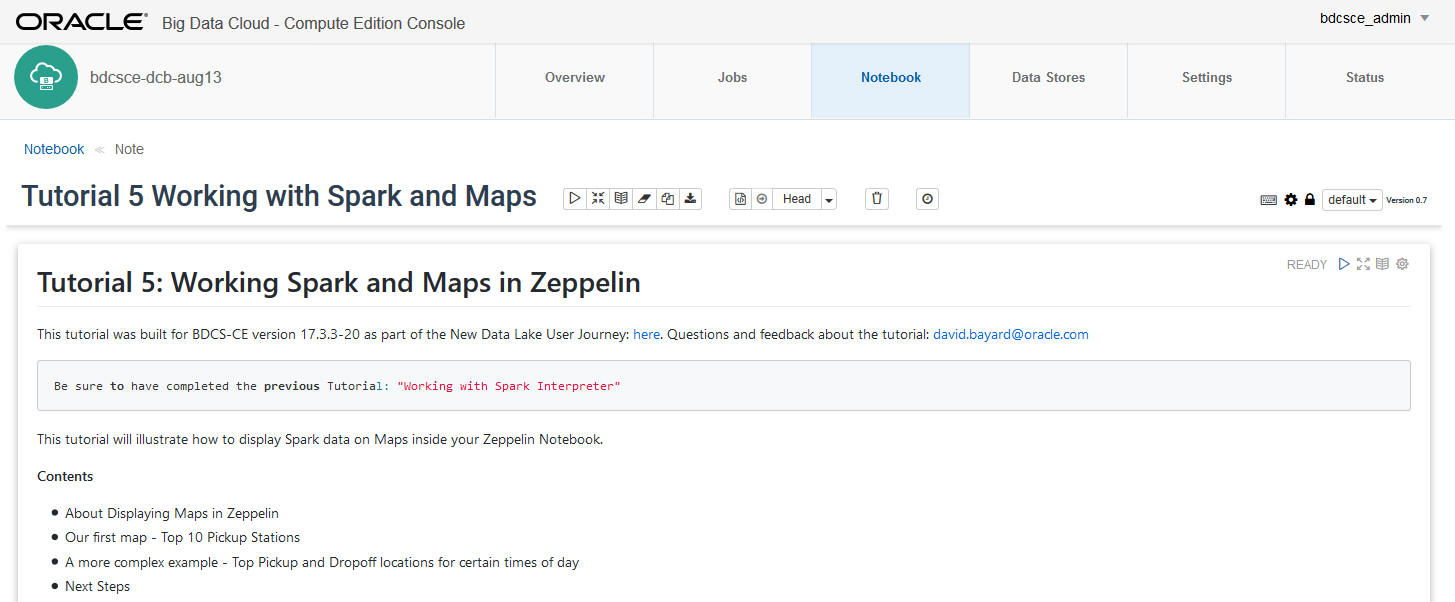 ORACLE® Big Data Cloud - Compute Edition Console
bdcsce_admin
bdcsce-dcb-aug13
Overview
Jobs
Notebook
Data Stores
Settings
Status
Notebook ≪ Note
Tutorial 5 Working with Spark and Maps
Head
default
Version 0.7
READY
Tutorial 5: Working Spark and Maps in Zeppelin
This tutorial was built for BDCS-CE version 17.3.3-20 as part of the New Data Lake User Journey: here. Questions and feedback about the tutorial: david.bayard@oracle.com
Be sure to have completed the previous Tutorial: "Working with Spark Interpreter"
This tutorial will illustrate how to display Spark data on Maps inside your Zeppelin Notebook.
Contents
● About Displaying Maps in Zeppelin
● Our first map - Top 10 Pickup Stations
● A more complex example - Top Pickup and Dropoff locations for certain times of day
● Next Steps